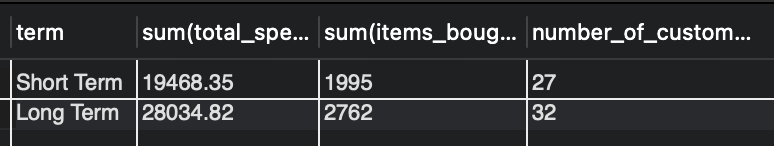 term sum(total_spe... sum(items_boug... number_of_custom...
Short Term 19468.35 1995 27
Long Term 28034.82 2762 32